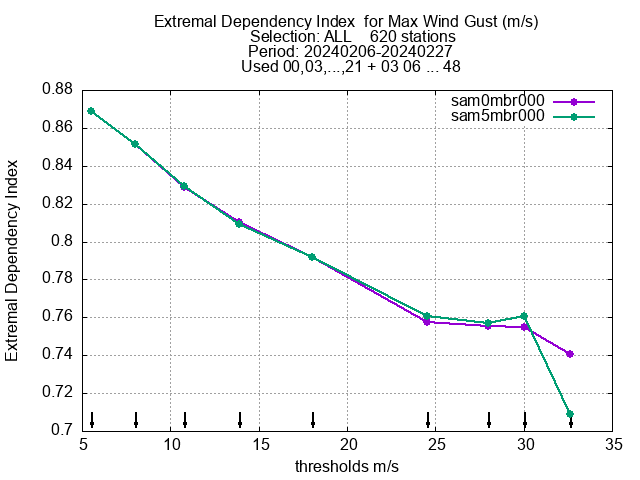 Extremal Dependency Index  for Max Wind Gust (m/s)
Selection: ALL    620 stations
Period: 20240206-20240227
Used 00,03,...,21 + 03 06 ... 48
sam0mbr000
sam5mbr000
0.88
0.86
0.84
0.82
0.8
0.78
0.76
0.74
0.72
0.7
Extremal Dependency Index
5 10 15 20 25 30 35
thresholds m/s